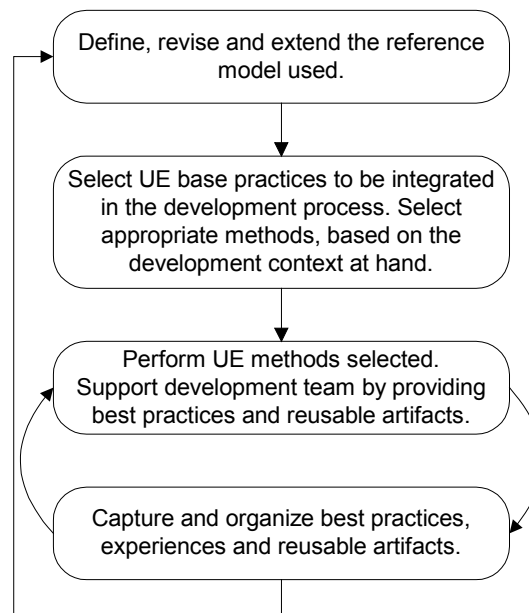 Define, revise and extend the reference
model used.
Select UE base practices to be integrated
in the development process. Select
appropriate methods, based on the
development context at hand.
Perform UE methods selected.
Support development team by providing
best practices and reusable artifacts.
Capture and organize best practices,
experiences and reusable artifacts.